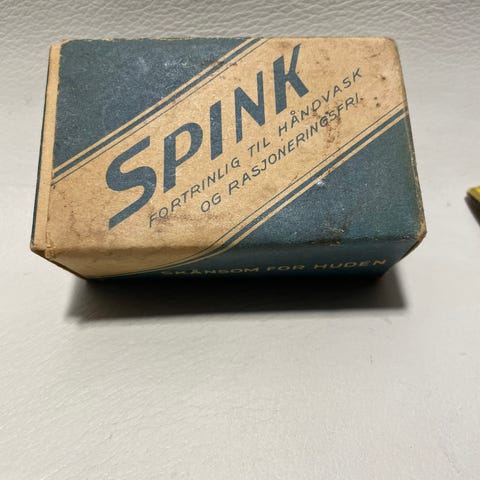 SPINK
FORTRINLIG TIL HÅNDVASK
OG RASJONERINGSFRI.
SKÅNSOM FOR HUDEN